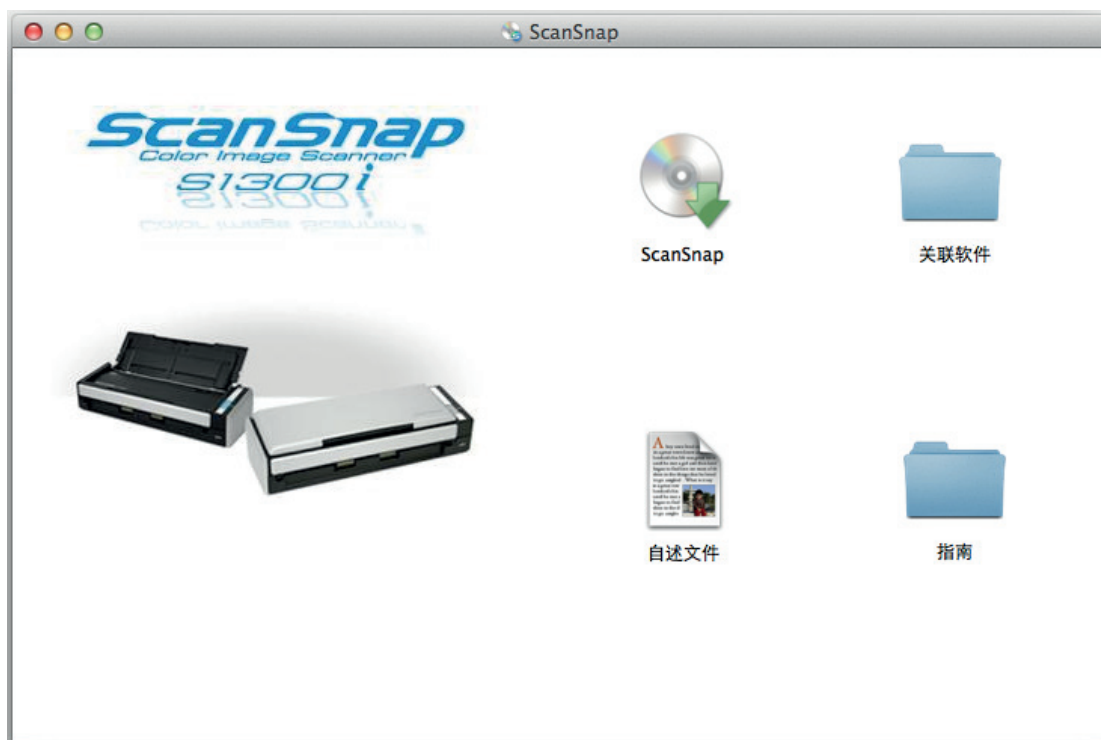 ScanSnap
ScanSnap
Color Image Scanner
S1300i
ScanSnap
关联软件
自述文件
指南